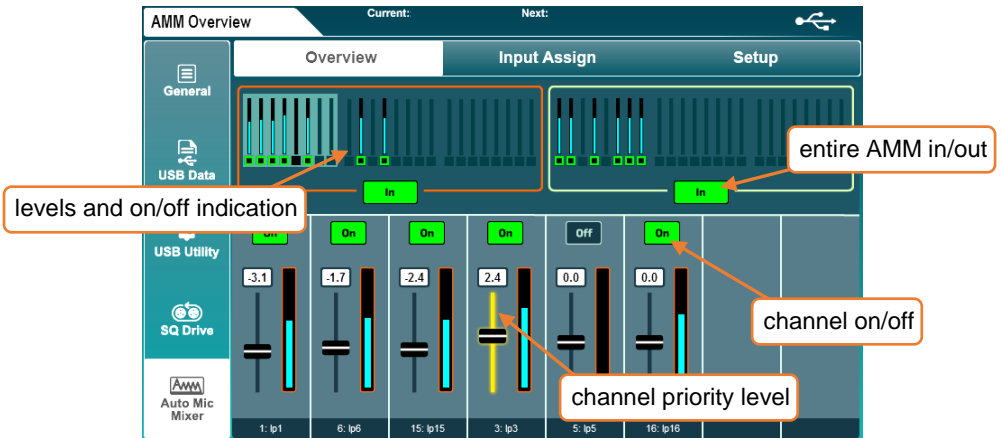 AMM Overview
Current:
Next:
Overview
Input Assign
Setup
General
USB Data
entire AMM in/out
In
In
levels and on/off indication
On
On
On
On
Off
On
USB Utility
-3.1
-1.7
-2.4
2.4
0.0
0.0
SQ Drive
channel on/off
channel priority level
Auto Mic
Mixer
1: Ip1
6: Ip6
15: Ip15
3: Ip3
5: Ip5
16: Ip16